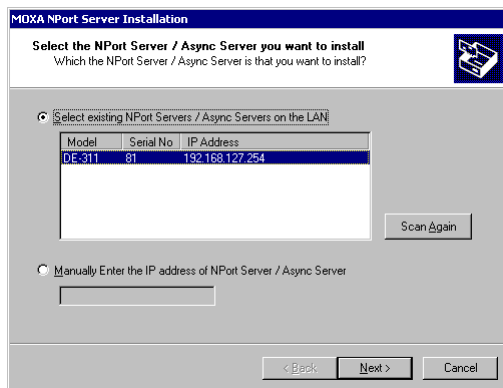 MOXA NPort Server Installation
Select the NPort Server / Async Server you want to install
Which the NPort Server / Async Server is that you want to install?
Select existing NPort Servers / Async Servers on the LAN
Model Serial No IP Address
DE-311 81 192.168.127.254
Scan Again
Manually Enter the IP address of NPort Server / Async Server
< Back Next > Cancel